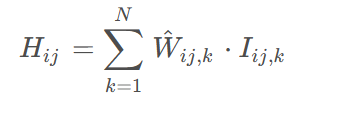 $H_{ij} = \sum_{k=1}^{N} \hat{W}_{ij,k} \cdot I_{ij,k}$